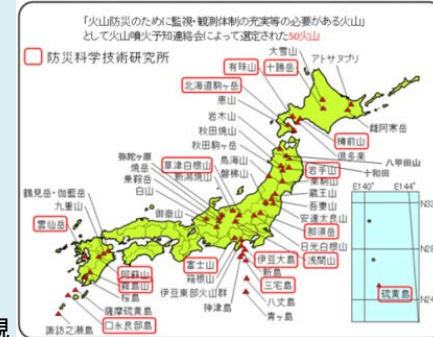 「火山防災のために監視・観測体制の充実等の必要がある火山」
として火山噴火予知連絡会によって選定された50火山
防災科学技術研究所
大雪山
アトサヌプリ
有珠山
十勝岳
北海道駒ヶ岳
恵山
岩木山
雌阿寒岳
秋田焼山
樽前山
倶多楽
秋田駒ヶ岳
八甲田山
弥陀ヶ原
鳥海山
岩手山
十和田
焼岳
草津白根山
磐梯山
栗駒山
乗鞍岳
新潟焼山
蔵王山
鶴見岳・伽藍岳
白山
吾妻山
九重山
安達太良山
御嶽山
那須岳
雲仙岳
日光白根山
富士山
伊豆大島
浅間山
阿蘇山
箱根山
新島
霧島山
伊豆東部火山群
三宅島
桜島
八丈島
薩摩硫黄島
神津島
青ヶ島
口永良部島
諏訪之瀬島
E140°
E144°
N28
硫黄島
N24
視